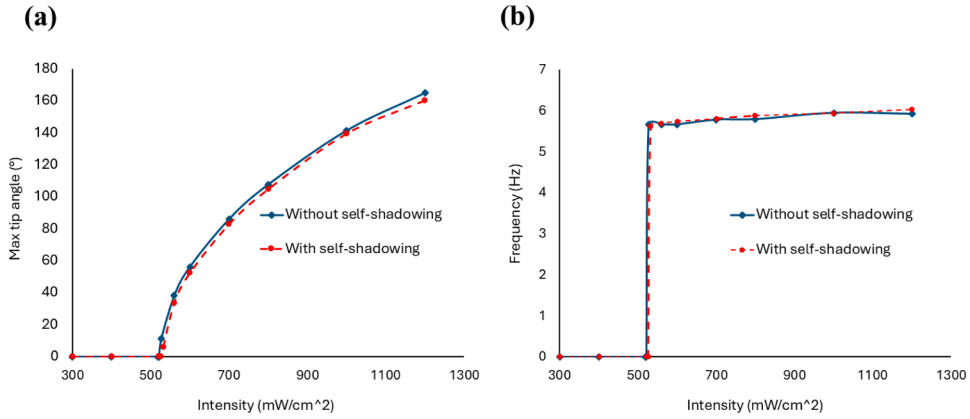 (a)
180
160
140
120
100
80
60
40
20
0
Max tip angle (°)
300 500 700 900 1100 1300
Intensity (mW/cm^2)
Without self-shadowing
With self-shadowing
(b)
7
6
5
4
3
2
1
0
Frequency (Hz)
300 500 700 900 1100 1300
Intensity (mW/cm^2)
Without self-shadowing
With self-shadowing